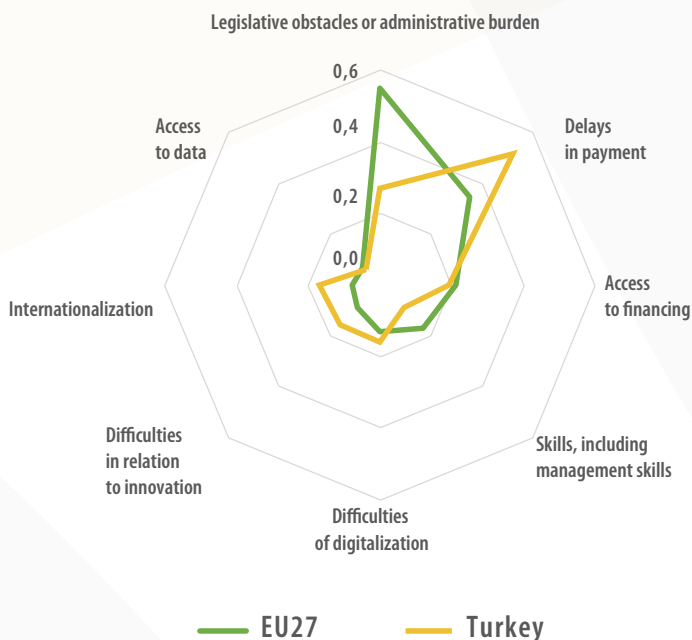 Legislative obstacles or administrative burden
0,6
0,4
0,2
0,0
Delays
in payment
Access
to data
Access
to financing
Internationalization
Skills, including
management skills
Difficulties
in relation
to innovation
Difficulties
of digitalization
EU27
Turkey